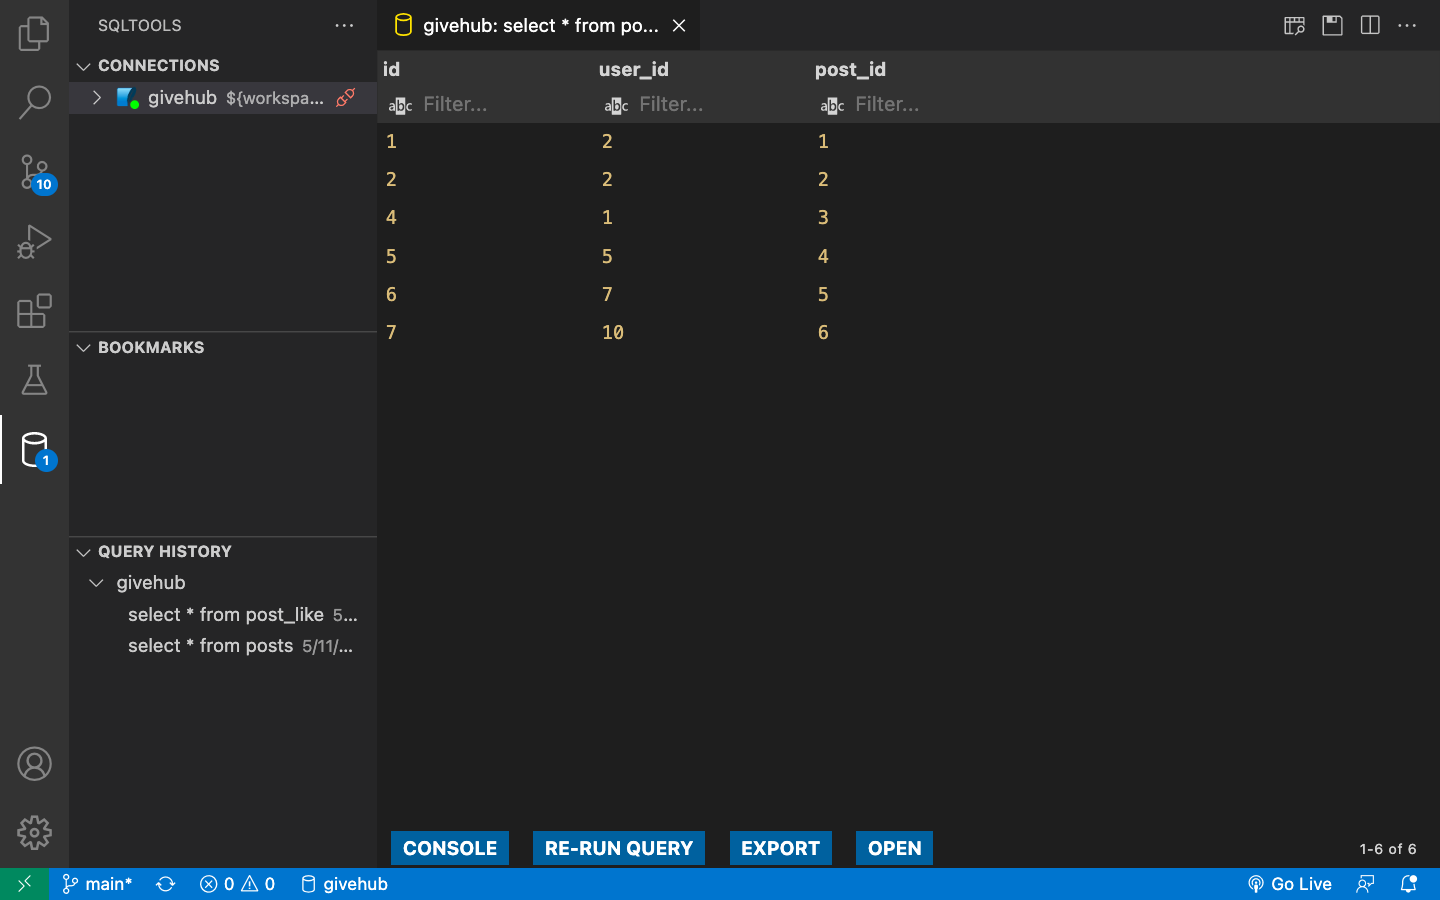 SQLTOOLS
CONNECTIONS
givehub ${workspa...
10
BOOKMARKS
1
QUERY HISTORY
givehub
select * from post_like 5...
select * from posts 5/11/...
givehub: select * from po...
id user_id post_id
abc Filter... abc Filter... abc Filter...
1 2 1
2 2 2
4 1 3
5 5 4
6 7 5
7 10 6
CONSOLE RE-RUN QUERY EXPORT OPEN 1-6 of 6
main* 0 0 givehub Go Live